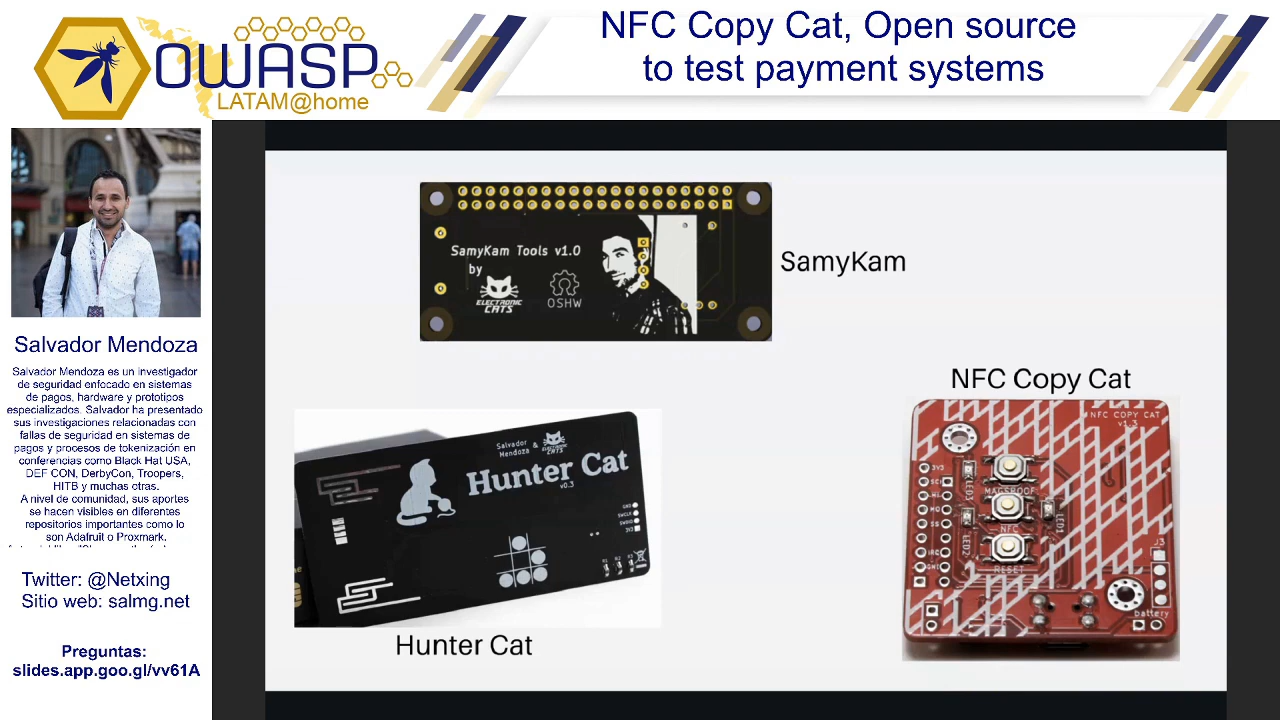 NFC Copy Cat, Open source
to test payment systems
OWASP
LATAM@home
Salvador Mendoza
Salvador Mendoza es un investigador
de seguridad enfocado en sistemas
de pagos, hardware y prototipos
especializados. Salvador ha presentado
sus investigaciones relacionadas con
fallas de seguridad en sistemas de
pagos y procesos de tokenización en
conferencias como Black Hat USA,
DEF CON, DerbyCon, Troopers,
HITB y muchas otras.
A nivel de comunidad, sus aportes
se hacen visibles en diferentes
repositorios importantes como lo
son Adafruit o Proxmark.
Twitter: @Netxing
Sitio web: salmg.net
Preguntas:
slides.app.goo.gl/vv61A
SamyKam Tools v1.0
by
ELECTRONIC
CATS
OSHW
SamyKam
Salvador
Mendoza
&
ELECTRONIC
CATS
Hunter Cat
v0.3
GND
SWCLK
SWDIO
3V3
R1 R2 R3
Hunter Cat
NFC Copy Cat
NFC COPY CAT
v1.3
3V3
LED3
MAGSPOOF
LED1
NFC
LED2
RESET
J3
battery